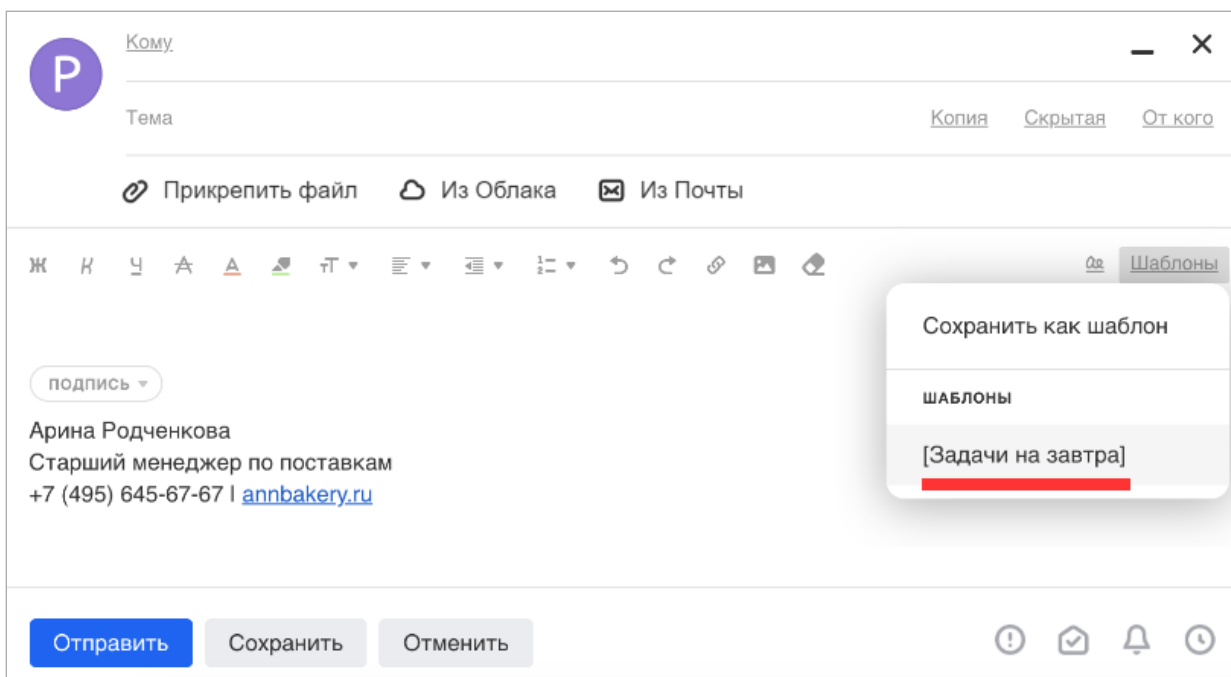 Р
Кому
Тема
Копия Скрытая От кого
Прикрепить файл Из Облака Из Почты
Ж К Ч А А тТ Шаблоны
Сохранить как шаблон
ШАБЛОНЫ
[Задачи на завтра]
подпись
Арина Родченкова
Старший менеджер по поставкам
+7 (495) 645-67-67 | annbakery.ru
Отправить Сохранить Отменить